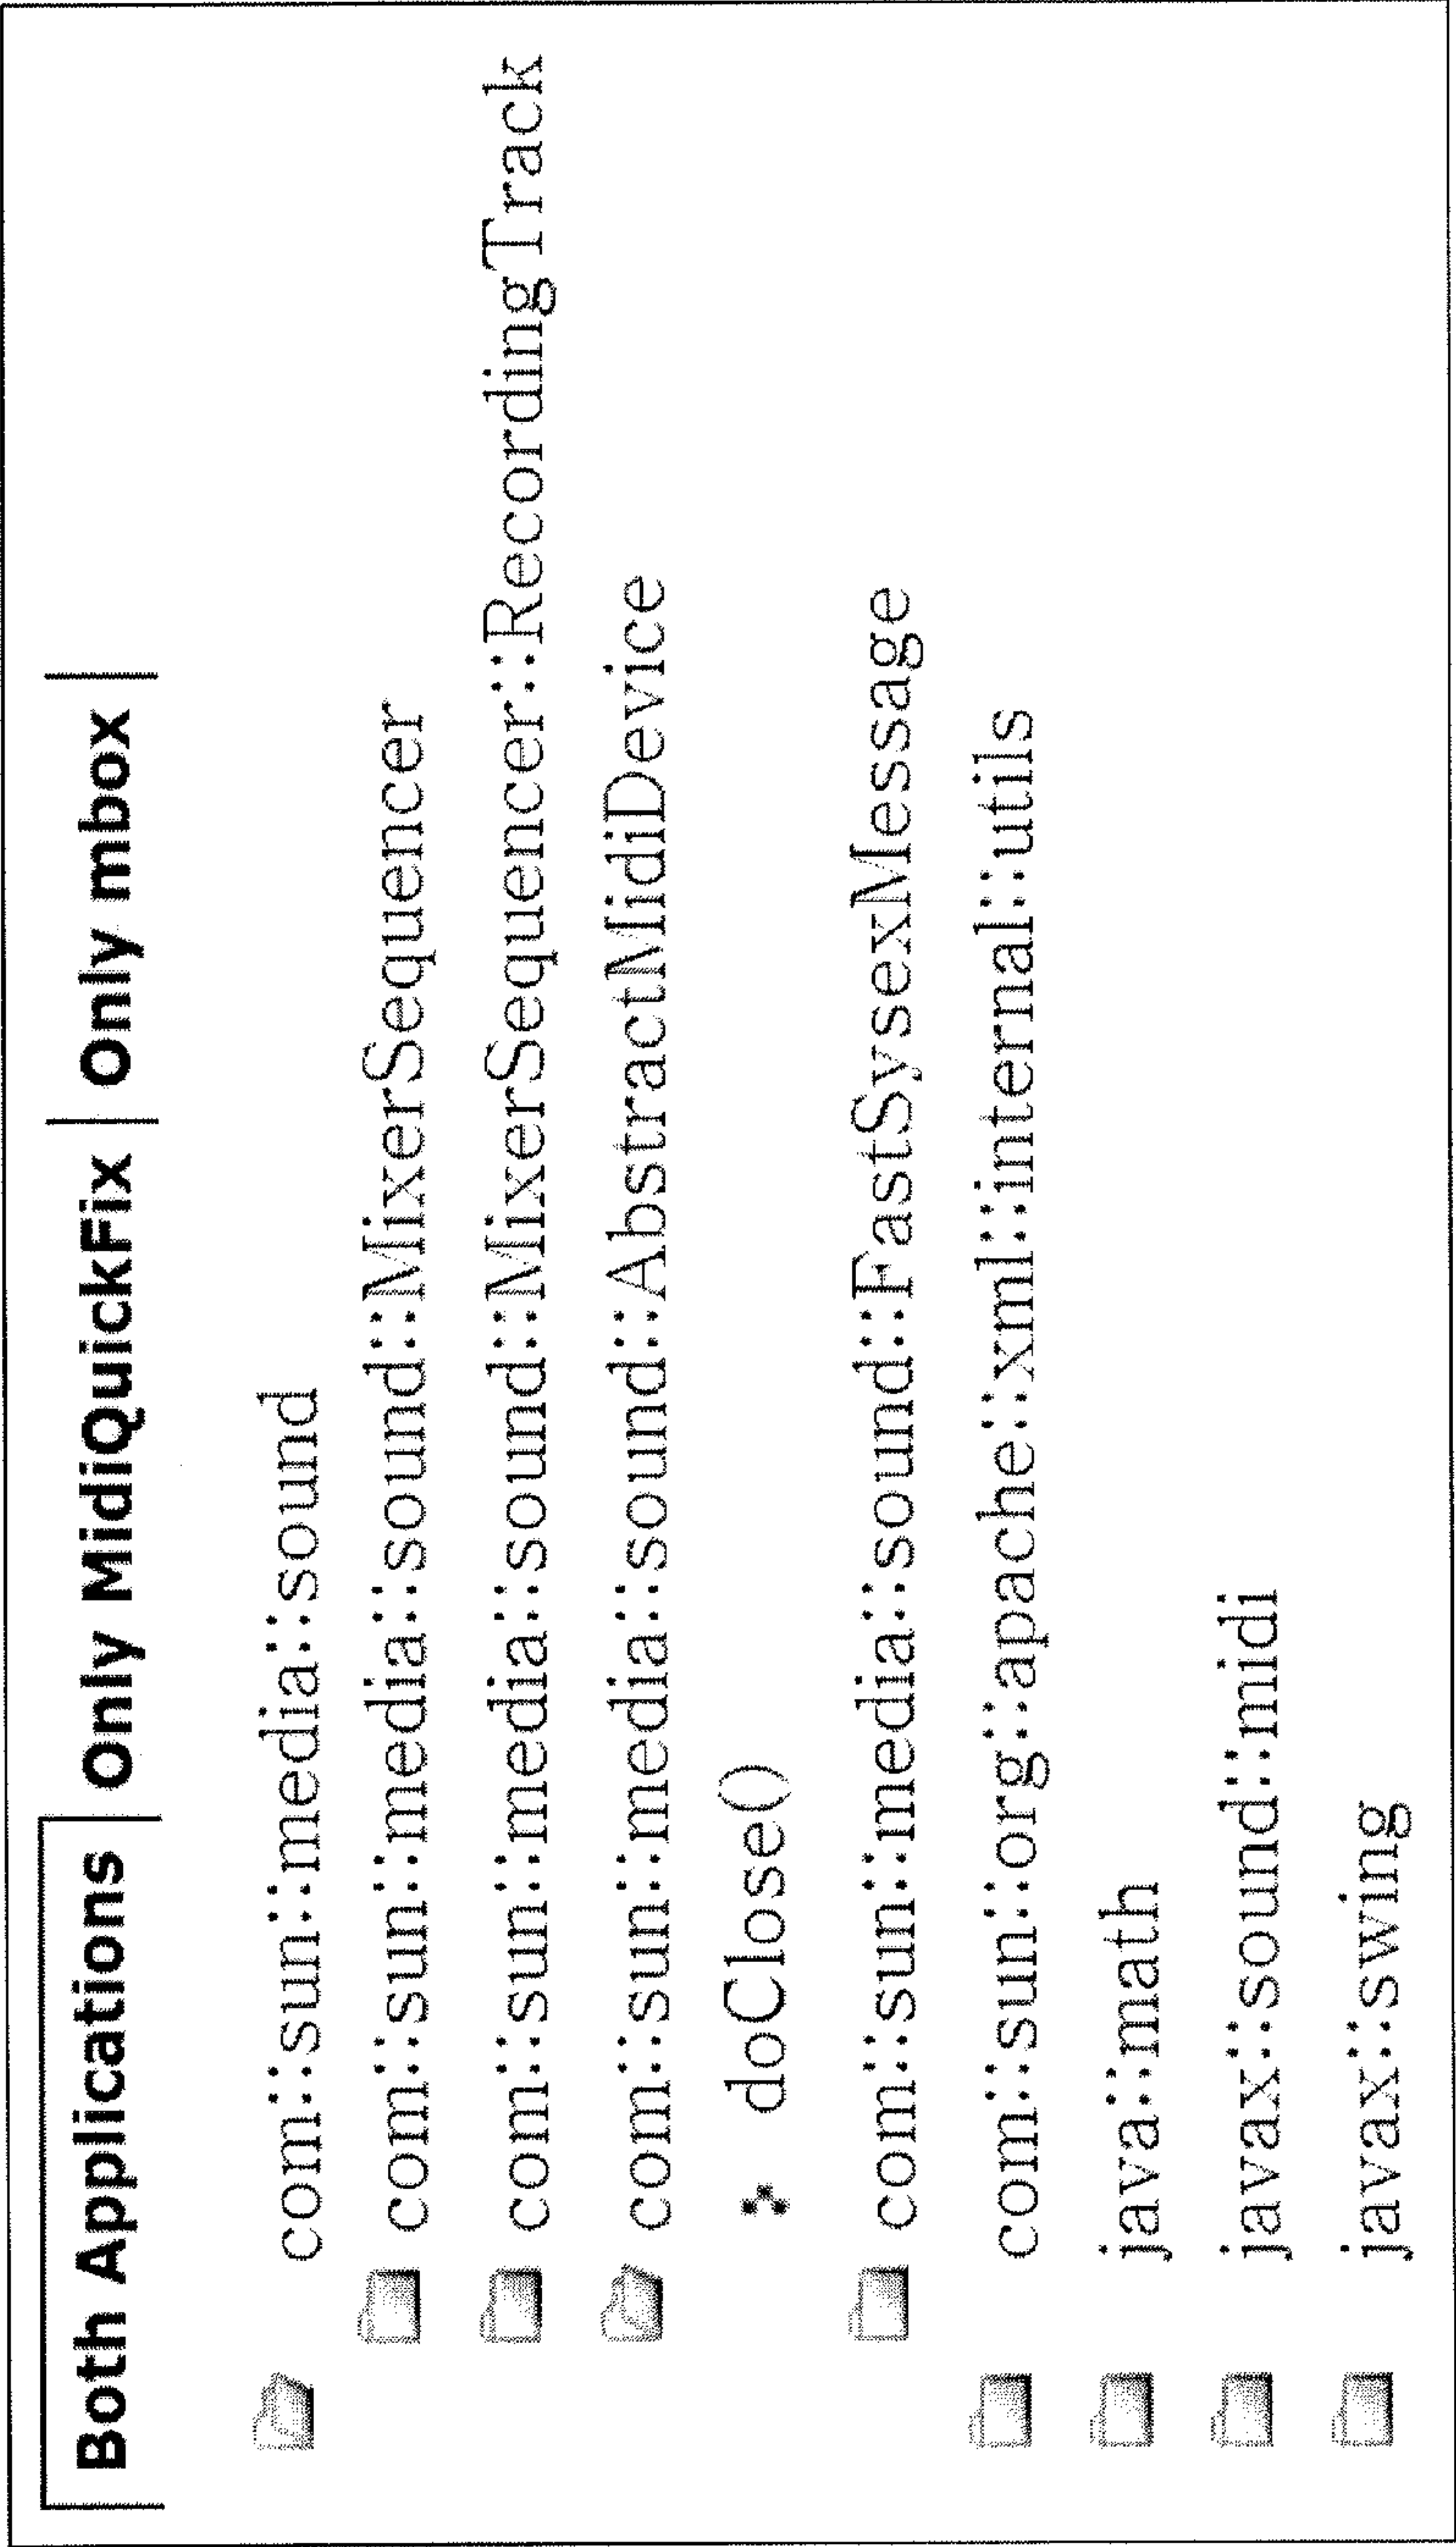 Both Applications | Only MidiQuickFix | Only mbox |
com::sun::media::sound
com::sun::media::sound::MixerSequencer
com::sun::media::sound::MixerSequencer::RecordingTrack
com::sun::media::sound::AbstractMidiDevice
doClose()
com::sun::media::sound::FastSysexMessage
com::sun::org::apache::xml::internal::utils
java::math
javax::sound::midi
javax::swing